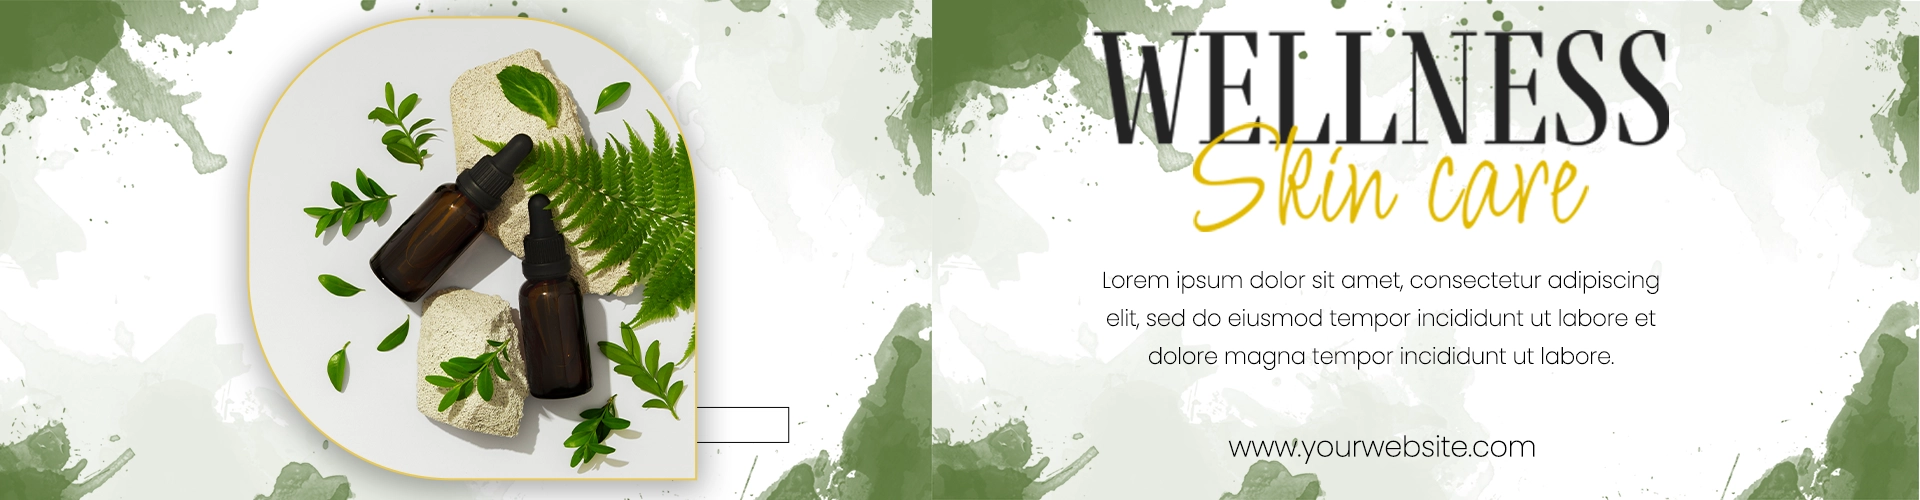 WELLNESS
Skin care
Lorem ipsum dolor sit amet, consectetur adipiscing
elit, sed do eiusmod tempor incididunt ut labore et
dolore magna tempor incididunt ut labore.
www.yourwebsite.com